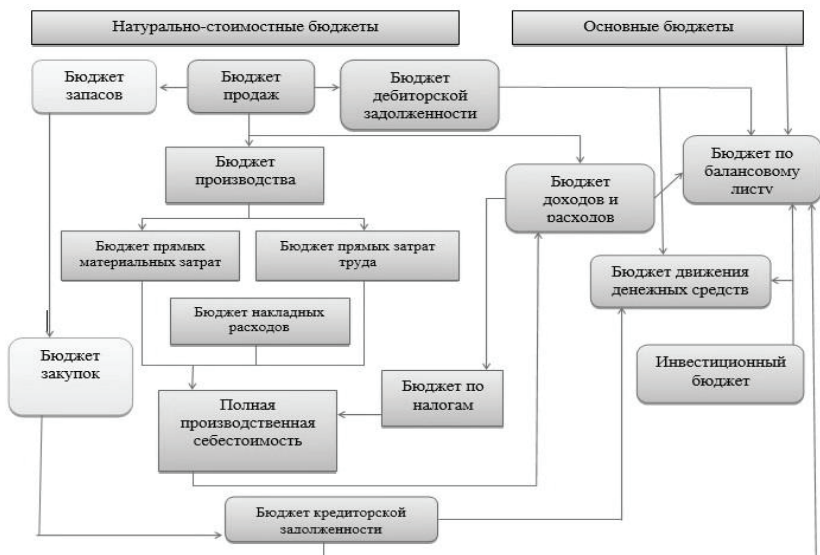 Натурально-стоимостные бюджеты
Основные бюджеты
Бюджет
запасов
Бюджет
продаж
Бюджет
дебиторской
задолженности
Бюджет
производства
Бюджет
доходов и
расходов
Бюджет по
балансовому
листу
Бюджет прямых
материальных затрат
Бюджет прямых затрат
труда
Бюджет движения
денежных средств
Бюджет накладных
расходов
Бюджет
закупок
Бюджет по
налогам
Инвестиционный
бюджет
Полная
производственная
себестоимость
Бюджет кредиторской
задолженности